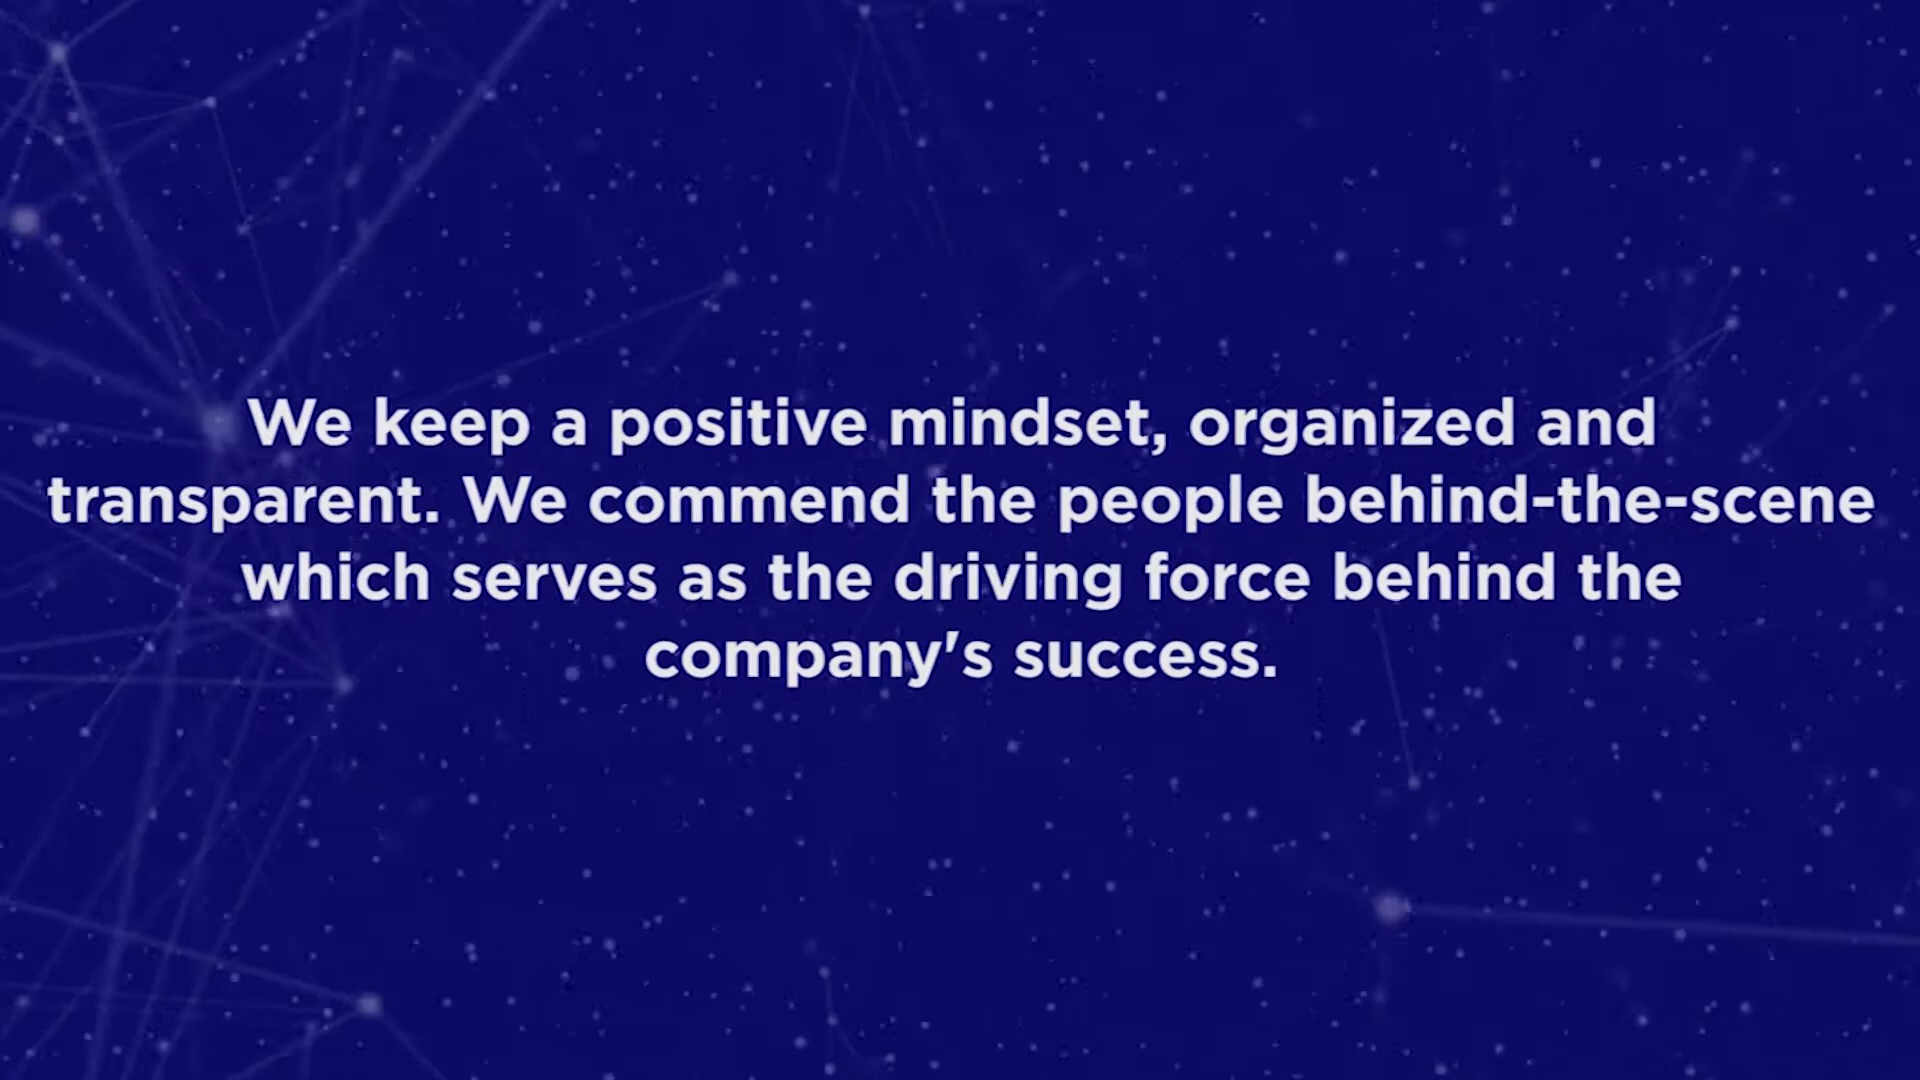 We keep a positive mindset, organized and
transparent. We commend the people behind-the-scene
which serves as the driving force behind the
company's success.